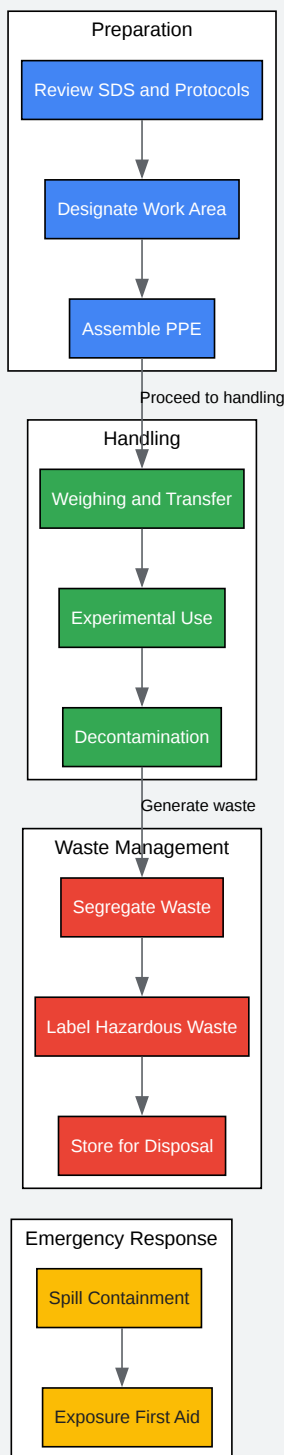 Preparation
Review SDS and Protocols
Designate Work Area
Assemble PPE
Proceed to handling
Handling
Weighing and Transfer
Experimental Use
Decontamination
Generate waste
Waste Management
Segregate Waste
Label Hazardous Waste
Store for Disposal
Emergency Response
Spill Containment
Exposure First Aid